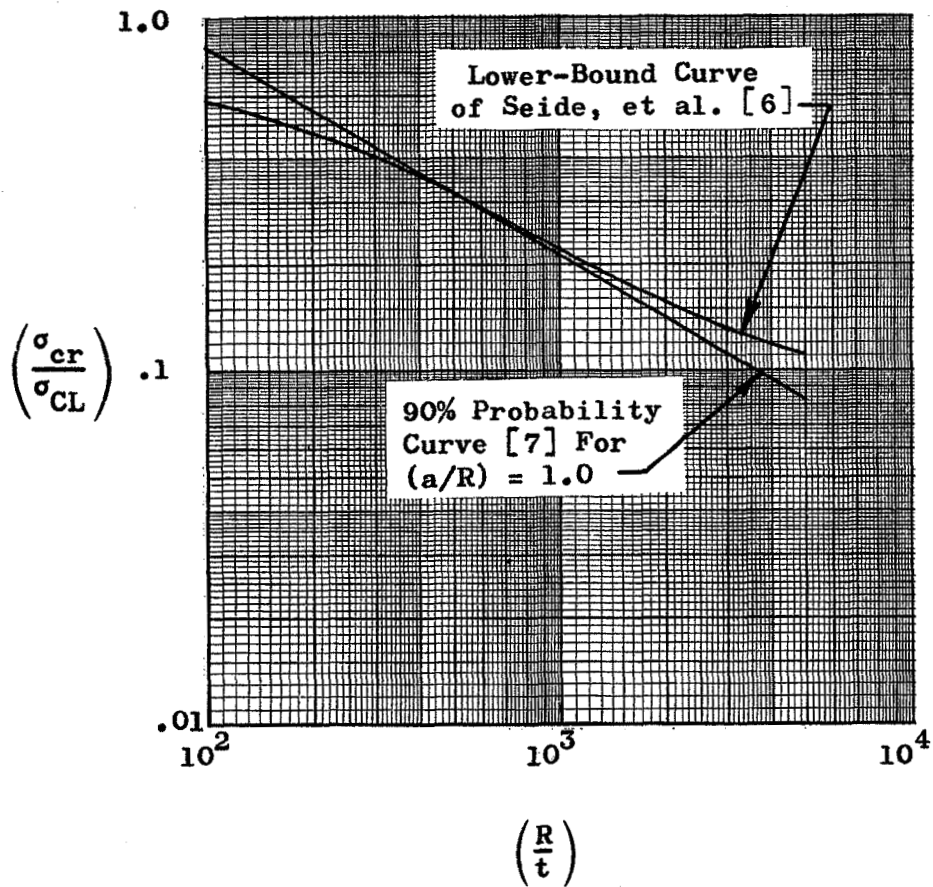 1.0
Lower-Bound Curve
of Seide, et al. [6]
(σcr/σCL)
.1
90% Probability
Curve [7] For
(a/R) = 1.0
.01
10² 10³ 10⁴
(R/t)